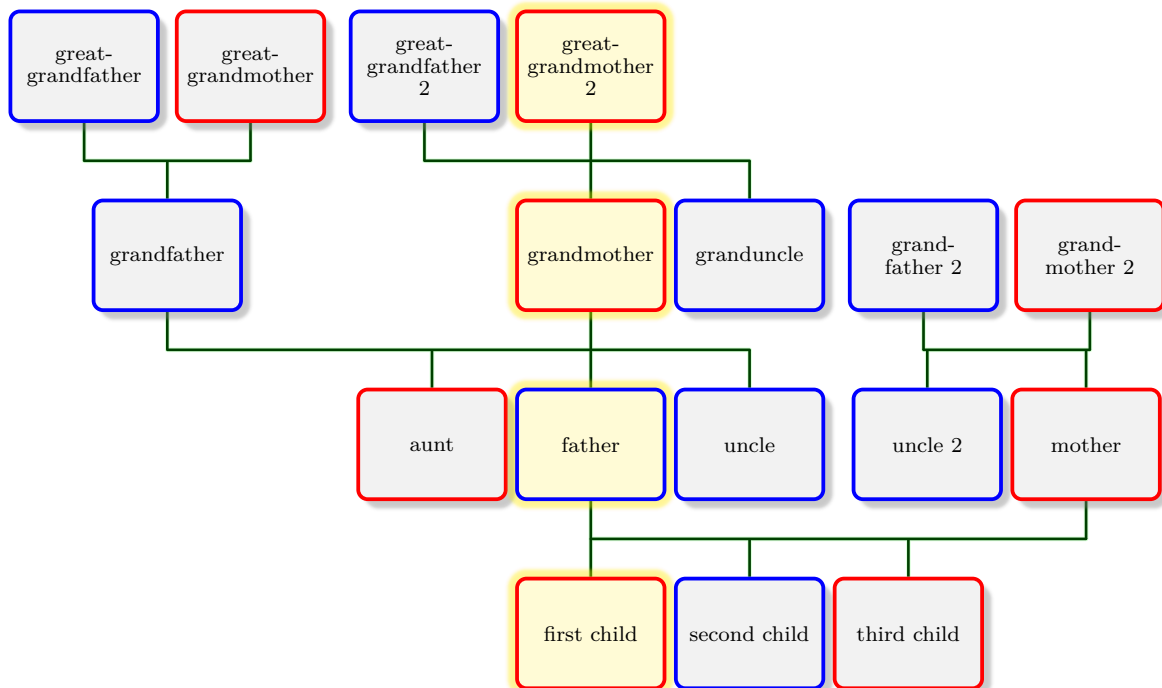 great-
grandfather
great-
grandmother
great-
grandfather
2
great-
grandmother
2
grandfather
grandmother
granduncle
grand-
father 2
grand-
mother 2
aunt
father
uncle
uncle 2
mother
first child
second child
third child